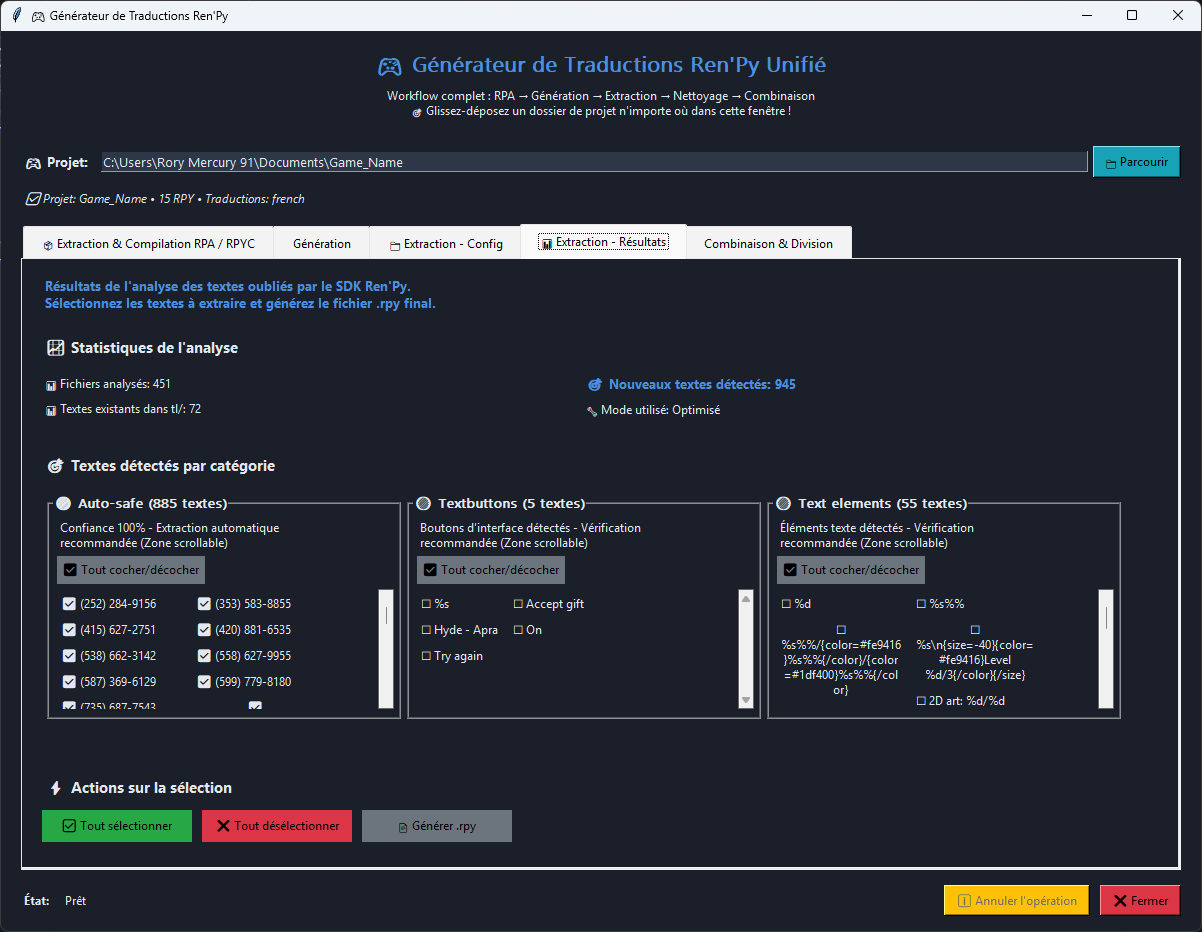 Générateur de Traductions Ren'Py
Générateur de Traductions Ren'Py Unifié
Workflow complet : RPA → Génération → Extraction → Nettoyage → Combinaison
Glissez-déposez un dossier de projet n'importe où dans cette fenêtre !
Projet: C:\Users\Rory Mercury 91\Documents\Game_Name Parcourir
Projet: Game_Name • 15 RPY • Traductions: french
Extraction & Compilation RPA / RPYC Génération Extraction - Config Extraction - Résultats Combinaison & Division
Résultats de l'analyse des textes oubliés par le SDK Ren'Py.
Sélectionnez les textes à extraire et générez le fichier .rpy final.
Statistiques de l'analyse
Fichiers analysés: 451
Nouveaux textes détectés: 945
Textes existants dans tl/: 72
Mode utilisé: Optimisé
Textes détectés par catégorie
Auto-safe (885 textes)
Confiance 100% - Extraction automatique
recommandée (Zone scrollable)
Tout cocher/décocher
(252) 284-9156 (353) 583-8855
(415) 627-2751 (420) 881-6535
(538) 662-3142 (558) 627-9955
(587) 369-6129 (599) 779-8180
(735) 687-7543
Textbuttons (5 textes)
Boutons d'interface détectés - Vérification
recommandée (Zone scrollable)
Tout cocher/décocher
%s Accept gift
Hyde - Apra On
Try again
Text elements (55 textes)
Éléments texte détectés - Vérification
recommandée (Zone scrollable)
Tout cocher/décocher
%d %s%%
%s%%/{color=#fe9416
}%s%%{/color}/{color
=#1df400}%s%%{/col
or}
%s\n{size=-40}{color=
#fe9416}Level
%d/3{/color}{/size}
2D art: %d/%d
Actions sur la sélection
Tout sélectionner Tout désélectionner Générer .rpy
État: Prêt Annuler l'opération Fermer